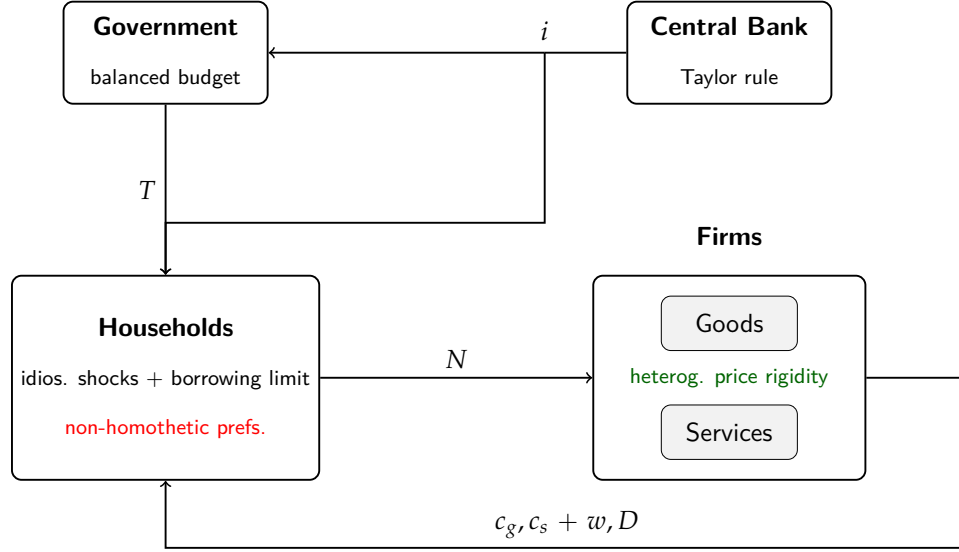 Government
balanced budget
i
Central Bank
Taylor rule
T
Firms
Households
idios. shocks + borrowing limit
non-homothetic prefs.
N
Goods
heterog. price rigidity
Services
c_g, c_s + w, D